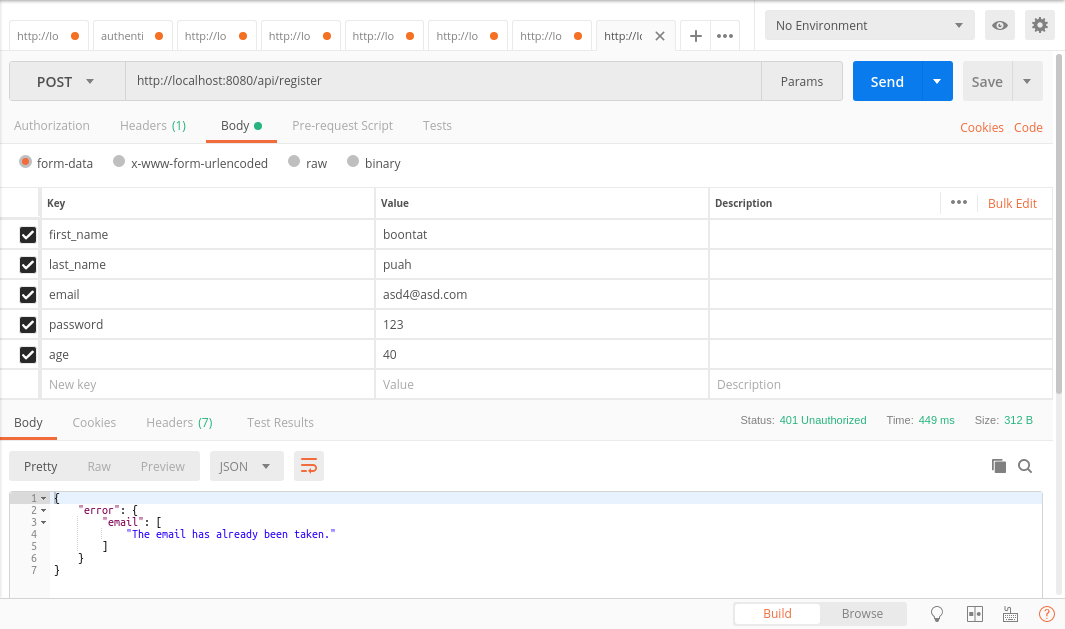 http://lo authenti http://lo http://lo http://lo http://lo http://lo http://lo No Environment
POST http://localhost:8080/api/register Params Send Save
Authorization Headers (1) Body Pre-request Script Tests Cookies Code
form-data x-www-form-urlencoded raw binary
Key Value Description Bulk Edit
first_name boontat
last_name puah
email asd4@asd.com
password 123
age 40
New key Value Description
Body Cookies Headers (7) Test Results Status: 401 Unauthorized Time: 449 ms Size: 312 B
Pretty Raw Preview JSON
1 {
2 "error": {
3 "email": [
4 "The email has already been taken."
5 ]
6 }
7 }
Build Browse